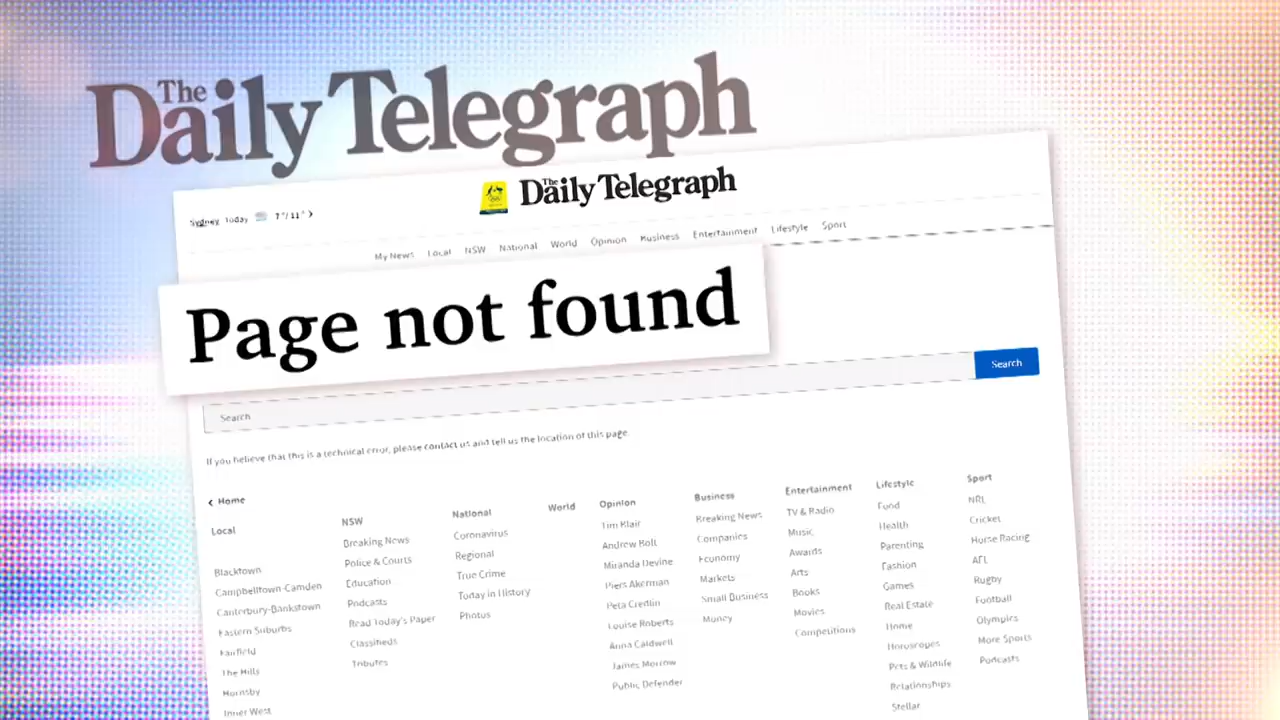 The
Daily Telegraph
The
Daily Telegraph
Sydney Today 7°/11° >
My News Local NSW National World Opinion Business Entertainment Lifestyle Sport
Page not found
Search Search
If you believe that this is a technical error, please contact us and tell us the location of this page.
< Home
Local
Blacktown
Campbelltown-Camden
Canterbury-Bankstown
Eastern Suburbs
Fairfield
The Hills
Hornsby
Inner West
NSW
Breaking News
Police & Courts
Education
Podcasts
Read Today's Paper
Classifieds
Tributes
National
Coronavirus
Regional
True Crime
Today in History
Photos
World
Opinion
Tim Blair
Andrew Bolt
Miranda Devine
Piers Akerman
Peta Credlin
Louise Roberts
Anna Caldwell
James Morrow
Public Defender
Business
Breaking News
Companies
Economy
Markets
Small Business
Money
Entertainment
TV & Radio
Music
Awards
Arts
Books
Movies
Competitions
Lifestyle
Food
Health
Parenting
Fashion
Games
Real Estate
Home
Horoscopes
Pets & Wildlife
Relationships
Stellar
Sport
NRL
Cricket
Horse Racing
AFL
Rugby
Football
Olympics
More Sports
Podcasts